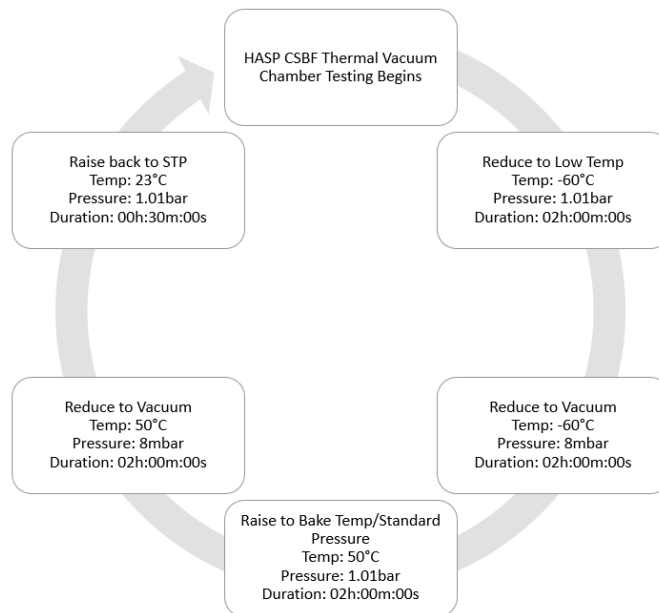 HASP CSBF Thermal Vacuum
Chamber Testing Begins
Reduce to Low Temp
Temp: -60°C
Pressure: 1.01bar
Duration: 02h:00m:00s
Reduce to Vacuum
Temp: -60°C
Pressure: 8mbar
Duration: 02h:00m:00s
Raise to Bake Temp/Standard
Pressure
Temp: 50°C
Pressure: 1.01bar
Duration: 02h:00m:00s
Reduce to Vacuum
Temp: 50°C
Pressure: 8mbar
Duration: 02h:00m:00s
Raise back to STP
Temp: 23°C
Pressure: 1.01bar
Duration: 00h:30m:00s